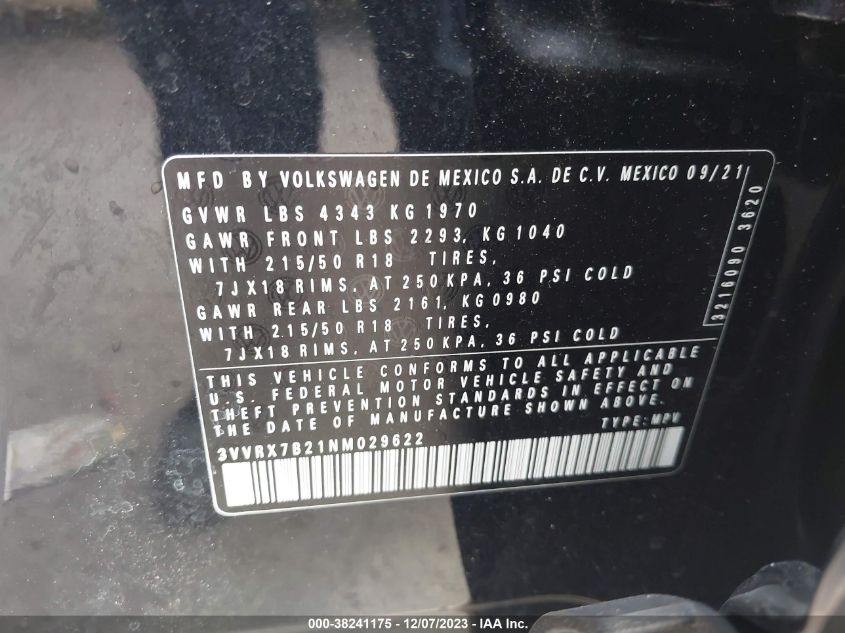 MFD BY VOLKSWAGEN DE MEXICO S.A. DE C.V. MEXICO 09/21
GVWR LBS 4343 KG 1970
GAWR FRONT LBS 2293, KG 1040
WITH 215/50 R18 TIRES,
7JX18 RIMS, AT 250 KPA, 36 PSI COLD
GAWR REAR LBS 2161, KG 0980
WITH 215/50 R18 TIRES,
7JX18 RIMS, AT 250 KPA, 36 PSI COLD
THIS VEHICLE CONFORMS TO ALL APPLICABLE
U.S. FEDERAL MOTOR VEHICLE SAFETY AND
THEFT PREVENTION STANDARDS IN EFFECT ON
THE DATE OF MANUFACTURE SHOWN ABOVE.
TYPE: MPV
3VVRX7B21NM029622
3216090 3620
000-38241175 - 12/07/2023 - IAA Inc.